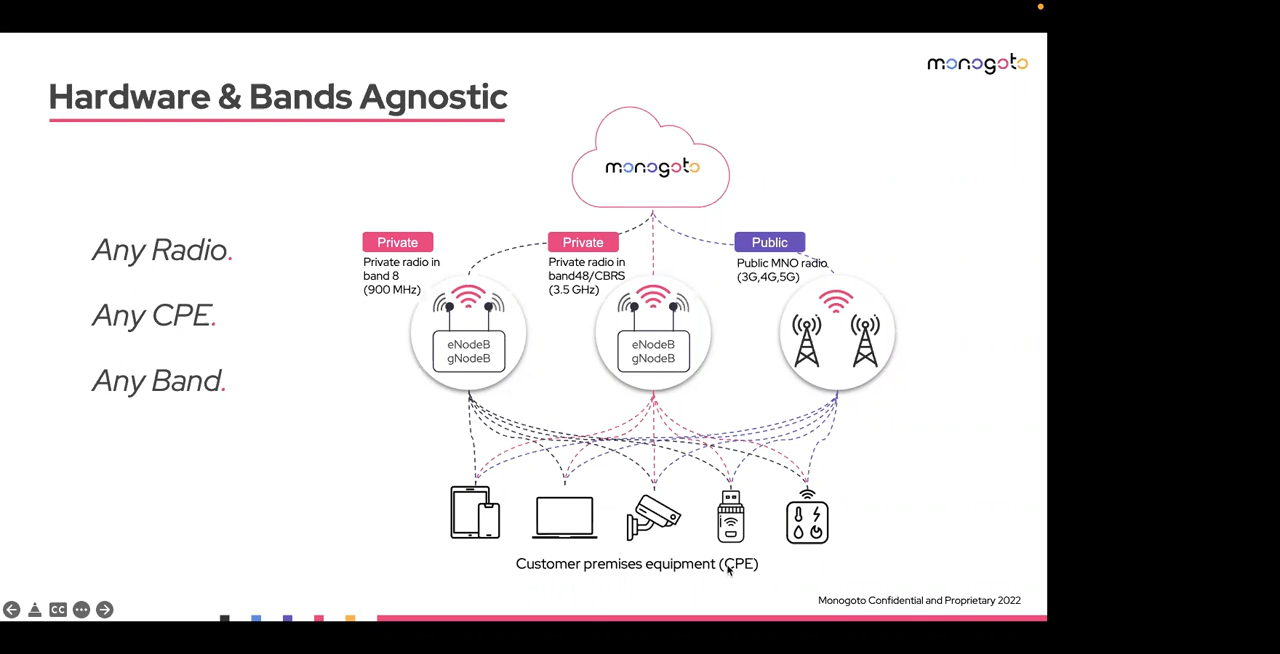 monogoto
Hardware & Bands Agnostic
monogoto
Any Radio.
Any CPE.
Any Band.
Private
Private radio in
band 8
(900 MHz)
Private
Private radio in
band48/CBRS
(3.5 GHz)
Public
Public MNO radio
(3G,4G,5G)
eNodeB
gNodeB
eNodeB
gNodeB
Customer premises equipment (CPE)
Monogoto Confidential and Proprietary 2022
CC